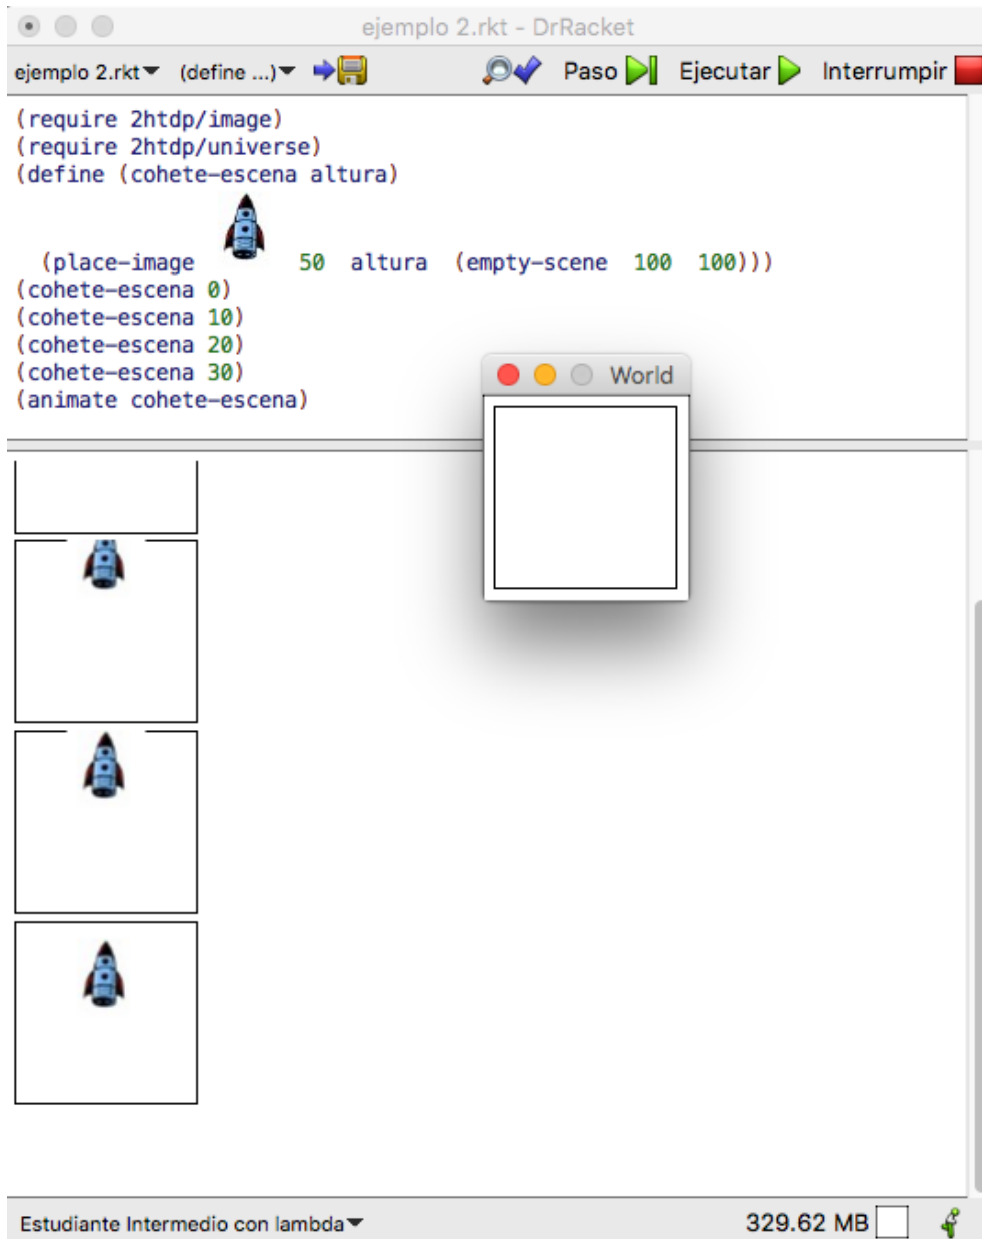 ejemplo 2.rkt - DrRacket
ejemplo 2.rkt (define ...) Paso Ejecutar Interrumpir
(require 2htdp/image)
(require 2htdp/universe)
(define (cohete-escena altura)
(place-image 50 altura (empty-scene 100 100)))
(cohete-escena 0)
(cohete-escena 10)
(cohete-escena 20)
(cohete-escena 30)
(animate cohete-escena)
World
Estudiante Intermedio con lambda 329.62 MB